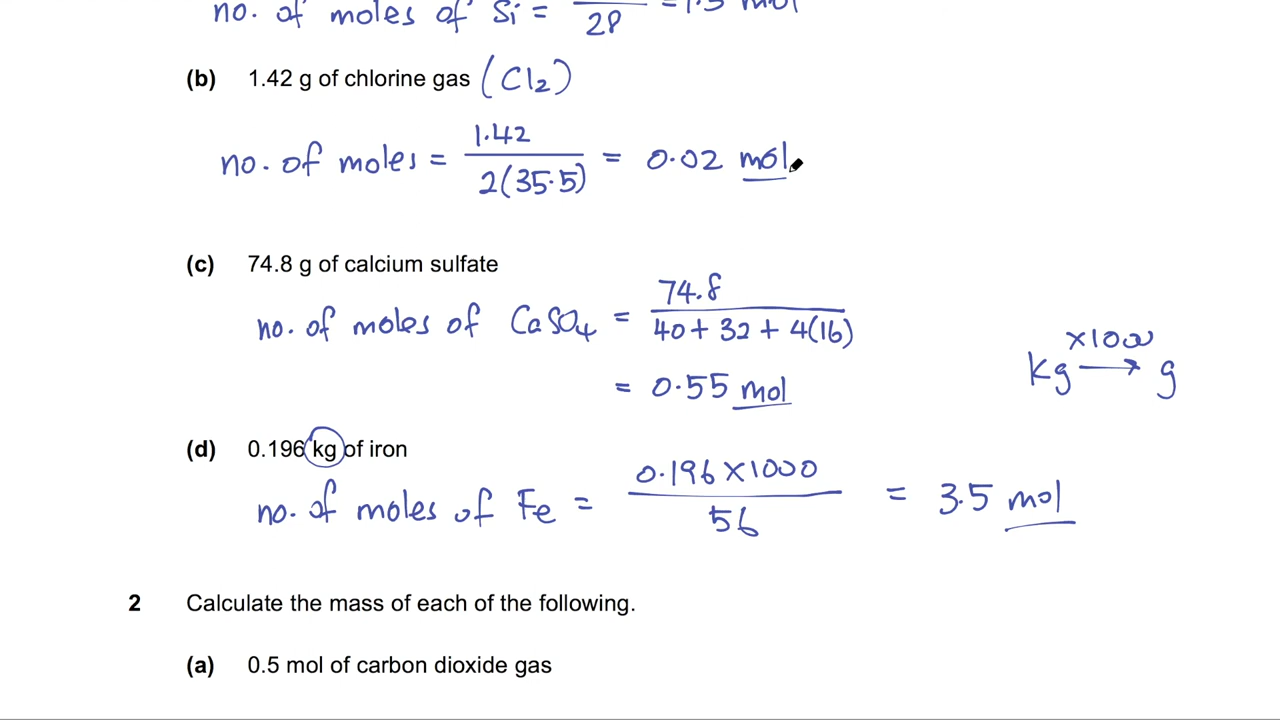 no. of moles of Si = 28
(b) 1.42 g of chlorine gas (Cl₂)
no. of moles = 1.42 / 2(35.5) = 0.02 mol
(c) 74.8 g of calcium sulfate
no. of moles of CaSO₄ = 74.8 / 40 + 32 + 4(16)
×1000
kg → g
= 0.55 mol
(d) 0.196 kg of iron
no. of moles of Fe = 0.196 × 1000 / 56 = 3.5 mol
2 Calculate the mass of each of the following.
(a) 0.5 mol of carbon dioxide gas